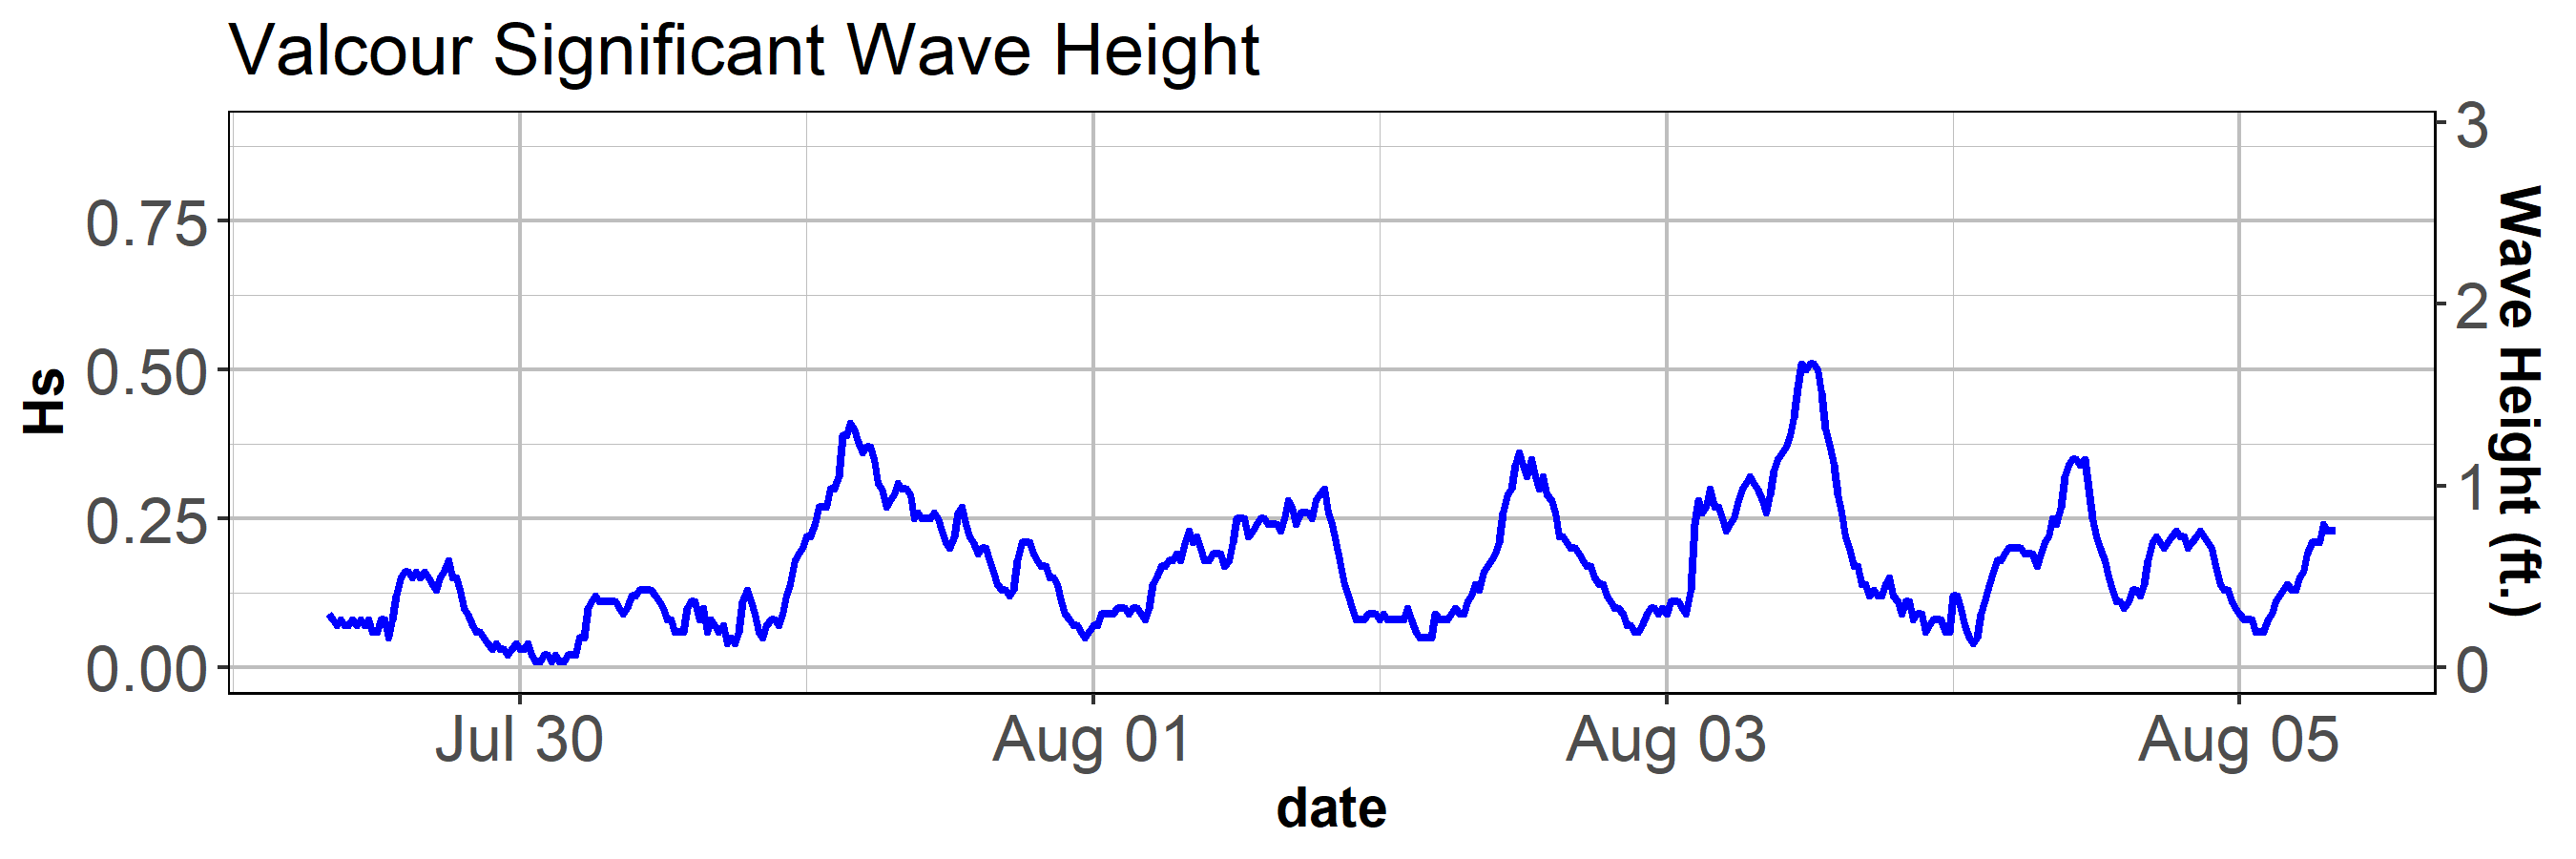 Valcour Significant Wave Height
Hs
0.75
0.50
0.25
0.00
3
2
1
0
Wave Height (ft.)
Jul 30
Aug 01
Aug 03
Aug 05
date